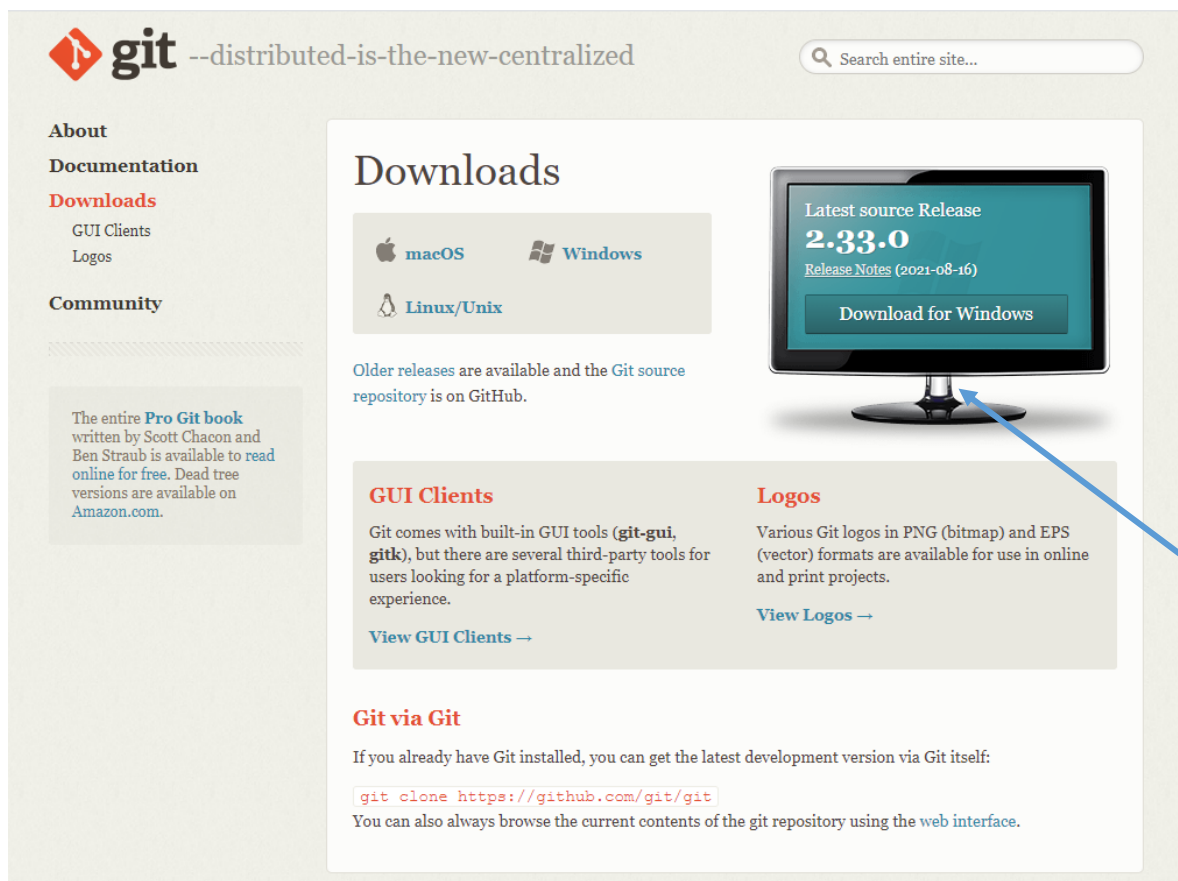 git --distributed-is-the-new-centralized
Search entire site...
About
Documentation
Downloads
GUI Clients
Logos
Community
The entire Pro Git book
written by Scott Chacon and
Ben Straub is available to read
online for free. Dead tree
versions are available on
Amazon.com.
Downloads
macOS
Windows
Linux/Unix
Older releases are available and the Git source
repository is on GitHub.
Latest source Release
2.33.0
Release Notes (2021-08-16)
Download for Windows
GUI Clients
Git comes with built-in GUI tools (git-gui,
gitk), but there are several third-party tools for
users looking for a platform-specific
experience.
View GUI Clients →
Logos
Various Git logos in PNG (bitmap) and EPS
(vector) formats are available for use in online
and print projects.
View Logos →
Git via Git
If you already have Git installed, you can get the latest development version via Git itself:
git clone https://github.com/git/git
You can also always browse the current contents of the git repository using the web interface.